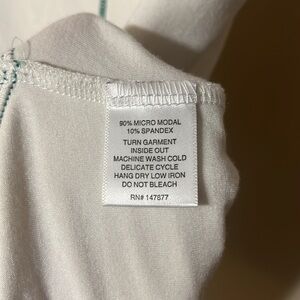 90% MICRO MODAL
10% SPANDEX
TURN GARMENT
INSIDE OUT
MACHINE WASH COLD
DELICATE CYCLE
HANG DRY LOW IRON
DO NOT BLEACH
RN# 147877